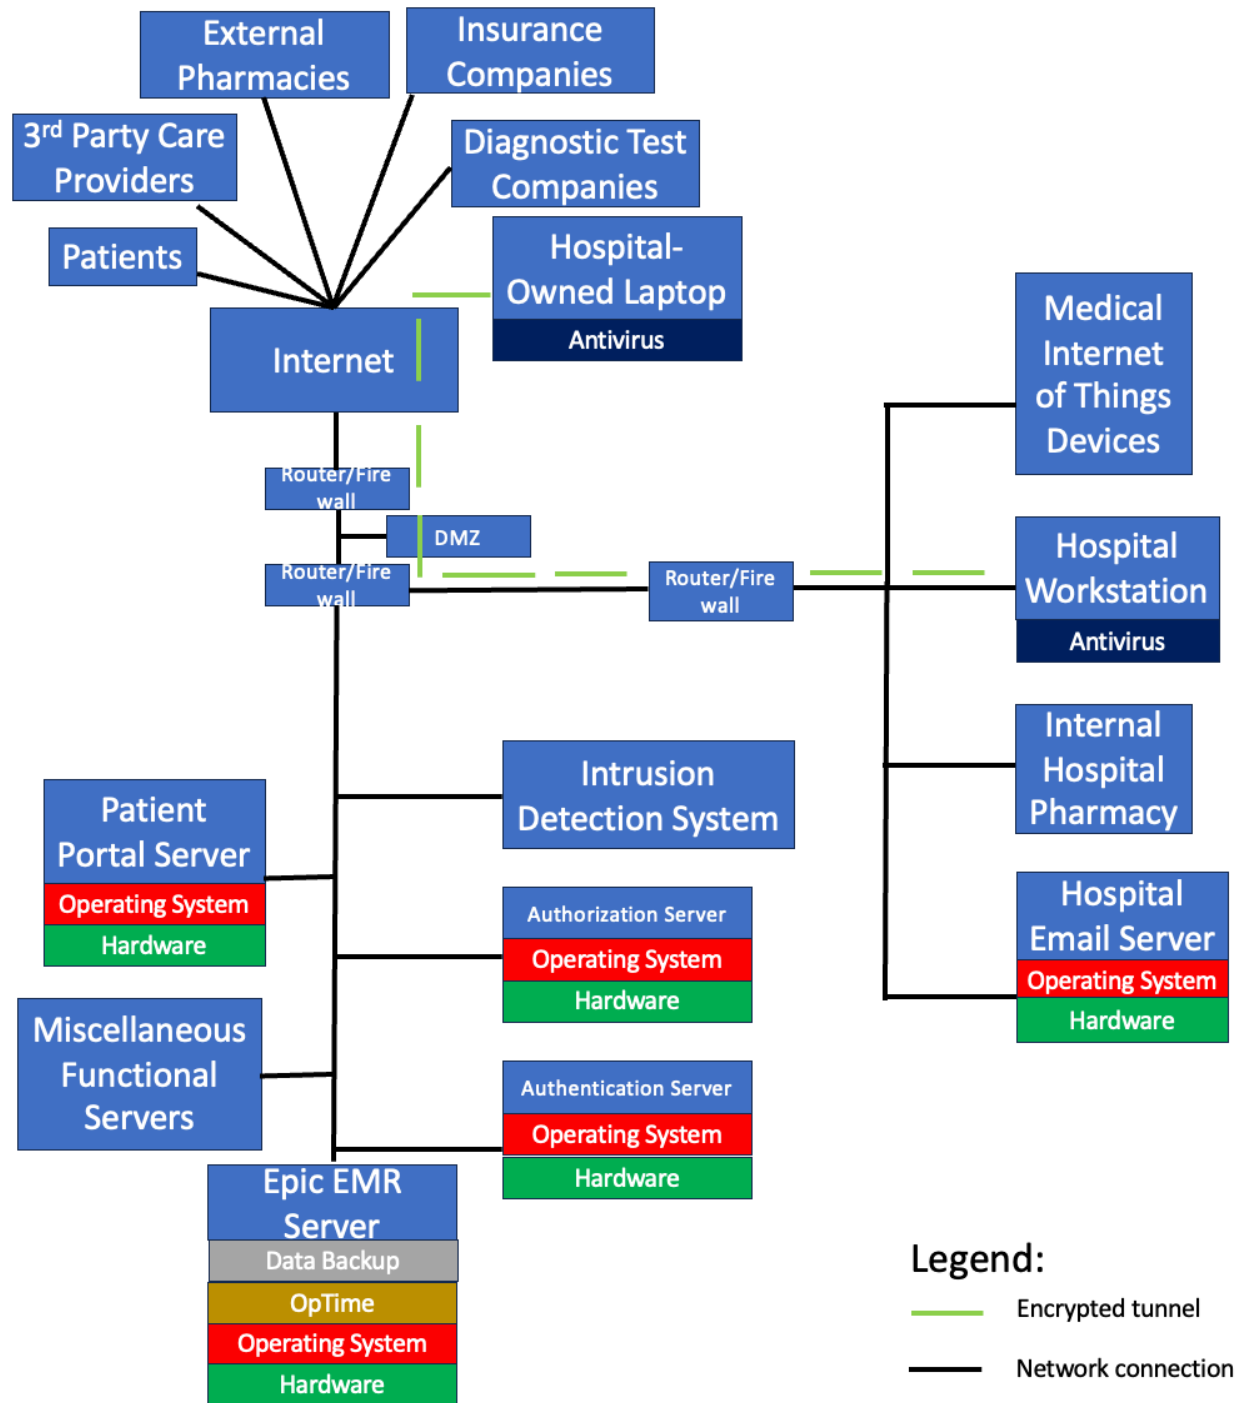 External
Pharmacies
Insurance
Companies
3rd Party Care
Providers
Diagnostic Test
Companies
Patients
Hospital-
Owned Laptop
Antivirus
Internet
Medical
Internet
of Things
Devices
Router/Fire
wall
DMZ
Router/Fire
wall
Router/Fire
wall
Hospital
Workstation
Antivirus
Internal
Hospital
Pharmacy
Intrusion
Detection System
Patient
Portal Server
Operating System
Hardware
Authorization Server
Operating System
Hardware
Hospital
Email Server
Operating System
Hardware
Miscellaneous
Functional
Servers
Authentication Server
Operating System
Hardware
Epic EMR
Server
Data Backup
OpTime
Operating System
Hardware
Legend:
Encrypted tunnel
Network connection